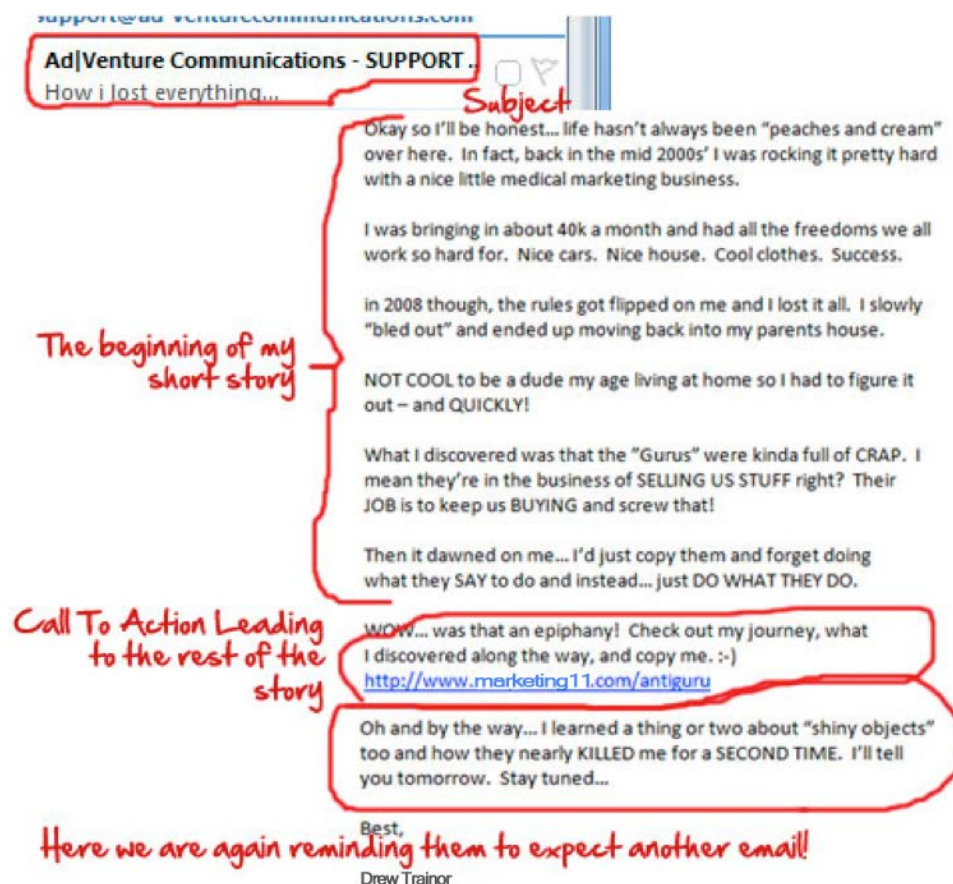 support@ad-venturecommunications.com
Ad|Venture Communications - SUPPORT ..
How i lost everything...
Subject
Okay so I'll be honest... life hasn't always been “peaches and cream”
over here. In fact, back in the mid 2000s' I was rocking it pretty hard
with a nice little medical marketing business.
I was bringing in about 40k a month and had all the freedoms we all
work so hard for. Nice cars. Nice house. Cool clothes. Success.
in 2008 though, the rules got flipped on me and I lost it all. I slowly
“bled out” and ended up moving back into my parents house.
The beginning of my
short story
NOT COOL to be a dude my age living at home so I had to figure it
out – and QUICKLY!
What I discovered was that the “Gurus” were kinda full of CRAP. I
mean they're in the business of SELLING US STUFF right? Their
JOB is to keep us BUYING and screw that!
Then it dawned on me... I'd just copy them and forget doing
what they SAY to do and instead... just DO WHAT THEY DO.
Call To Action Leading
to the rest of the
story
WOW... was that an epiphany! Check out my journey, what
I discovered along the way, and copy me. :-)
http://www.marketing11.com/antiguru
Oh and by the way... I learned a thing or two about “shiny objects”
too and how they nearly KILLED me for a SECOND TIME. I'll tell
you tomorrow. Stay tuned...
Best,
Here we are again reminding them to expect another email!
Drew Trainor